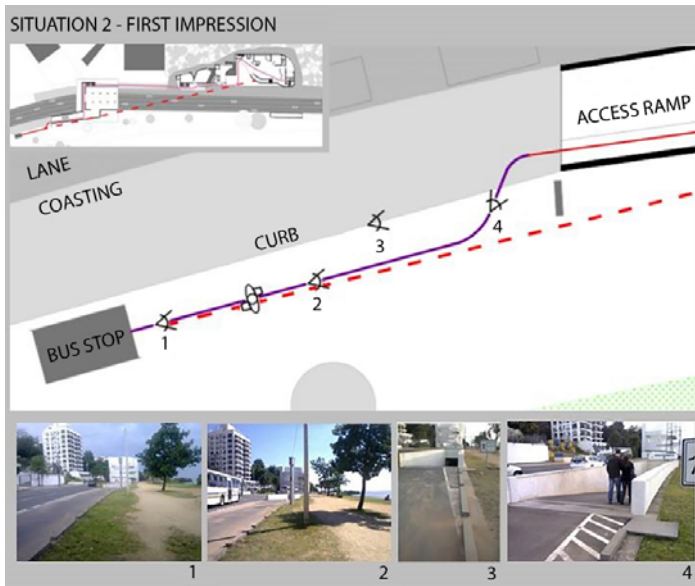 SITUATION 2 - FIRST IMPRESSION
ACCESS RAMP
LANE
COASTING
CURB
4
3
2
1
BUS STOP
1
2
3
4